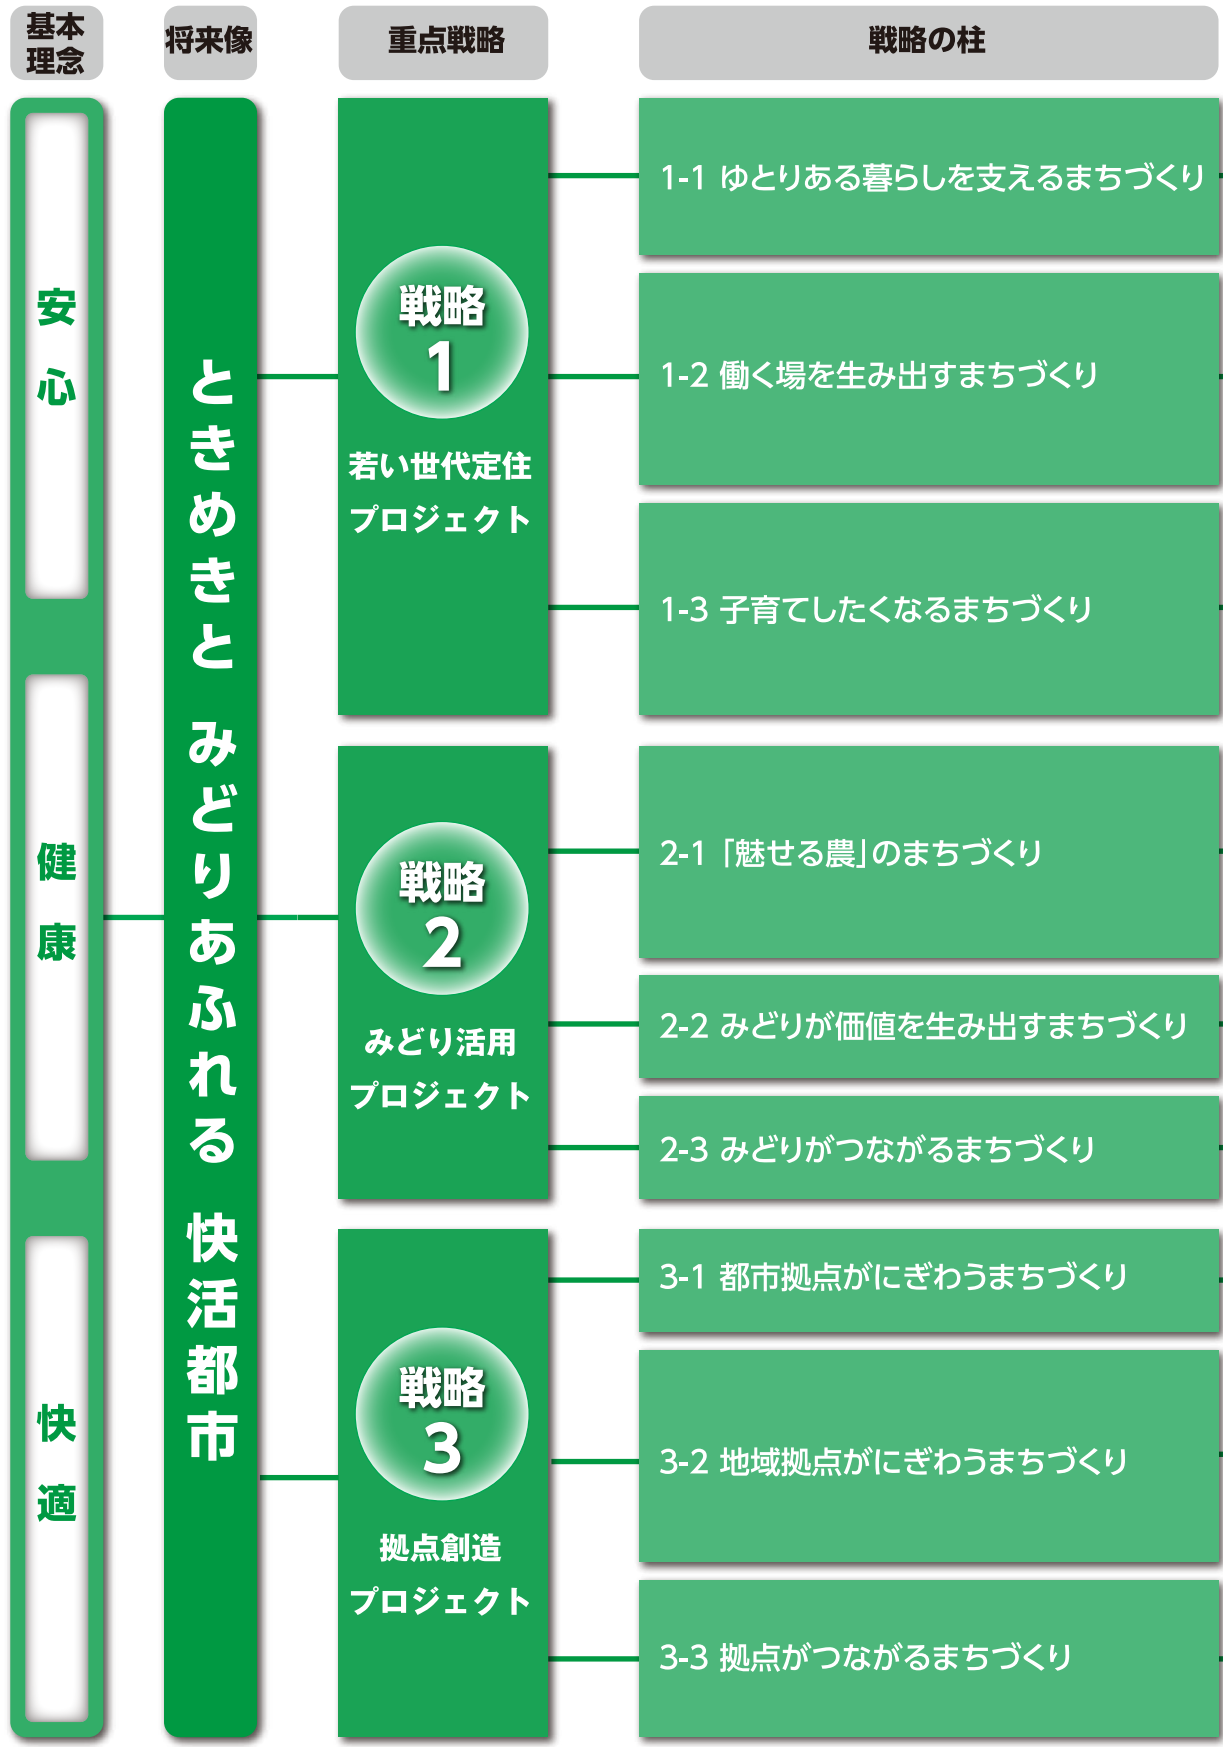 基本
理念
将来像
重点戦略
戦略の柱
安心
健康
快適
ときめきと みどりあふれる 快活都市
戦略
1
若い世代定住
プロジェクト
1-1 ゆとりある暮らしを支えるまちづくり
1-2 働く場を生み出すまちづくり
1-3 子育てしたくなるまちづくり
戦略
2
みどり活用
プロジェクト
2-1 「魅せる農」のまちづくり
2-2 みどりが価値を生み出すまちづくり
2-3 みどりがつながるまちづくり
戦略
3
拠点創造
プロジェクト
3-1 都市拠点がにぎわうまちづくり
3-2 地域拠点がにぎわうまちづくり
3-3 拠点がつながるまちづくり